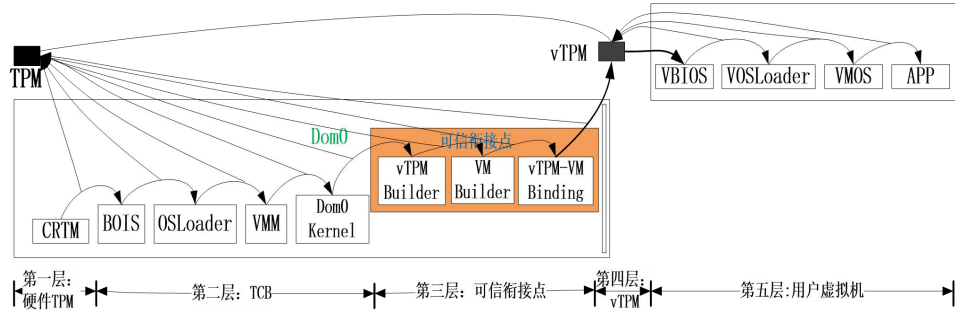 TPM
vTPM
VBIOS
VOSLoader
VMOS
APP
Dom0
可信衔接点
vTPM
Builder
VM
Builder
vTPM-VM
Binding
CRTM
BOIS
OSLoader
VMM
Dom0
Kernel
第一层：
硬件TPM
第二层：TCB
第三层：可信衔接点
第四层：
vTPM
第五层:用户虚拟机